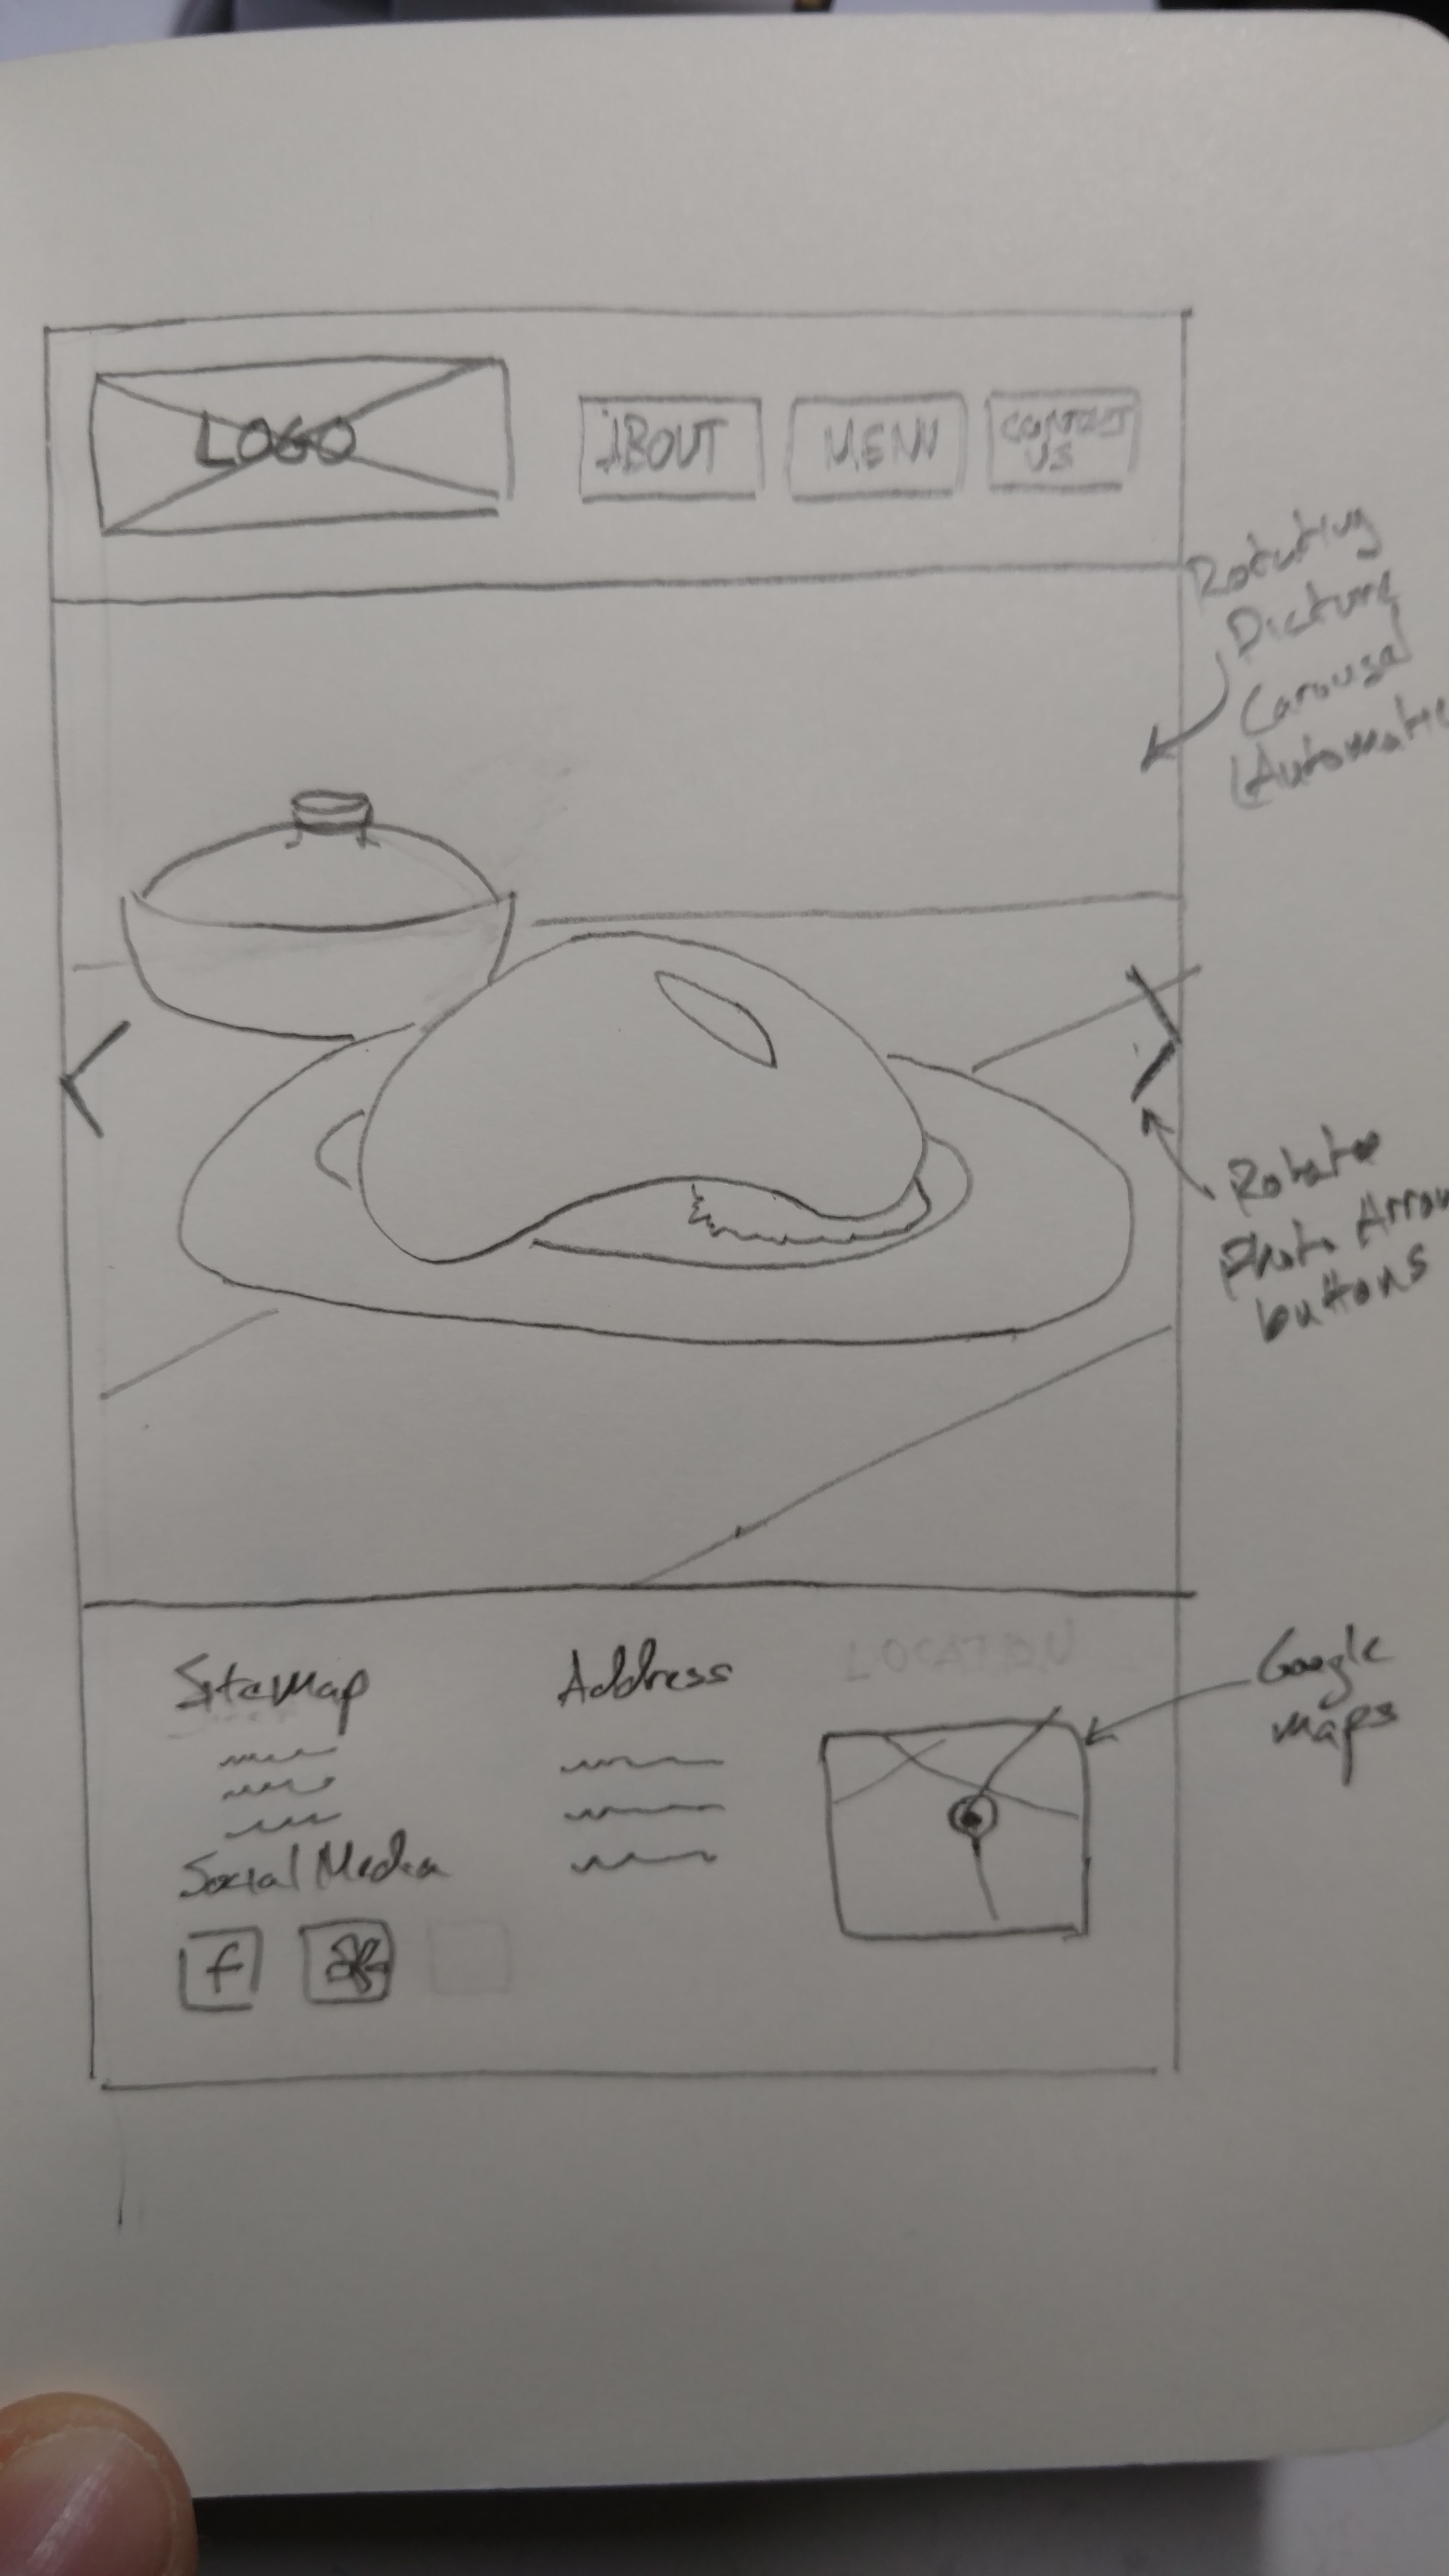 LOGO
ABOUT
MENU
CONTACT
US
Rotating
Picture
Carousel
(Automatic
Rotate
Photo Arrow
buttons
Sitemap
Address
LOCATION
Google
maps
Social Media
f